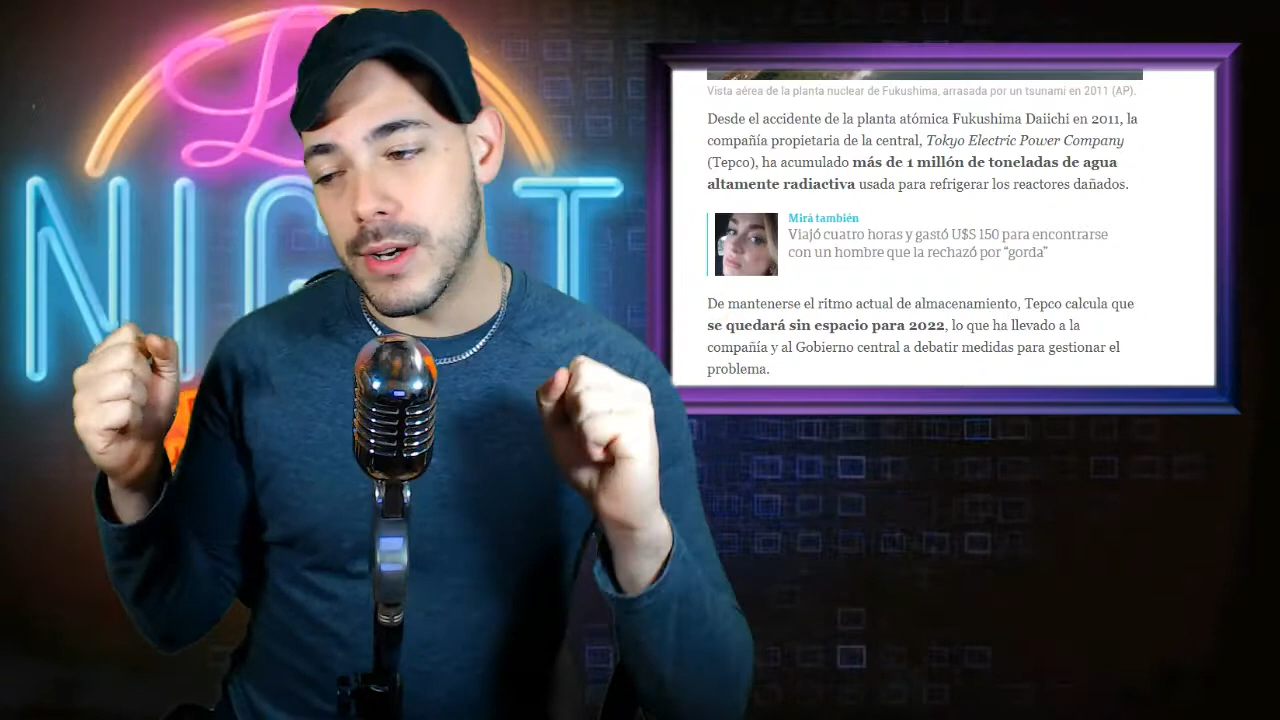 L
NIGHT
Vista aérea de la planta nuclear de Fukushima, arrasada por un tsunami en 2011 (AP).
Desde el accidente de la planta atómica Fukushima Daiichi en 2011, la
compañía propietaria de la central, Tokyo Electric Power Company
(Tepco), ha acumulado más de 1 millón de toneladas de agua
altamente radiactiva usada para refrigerar los reactores dañados.
Mirá también
Viajó cuatro horas y gastó U$S 150 para encontrarse
con un hombre que la rechazó por “gorda”
De mantenerse el ritmo actual de almacenamiento, Tepco calcula que
se quedará sin espacio para 2022, lo que ha llevado a la
compañía y al Gobierno central a debatir medidas para gestionar el
problema.